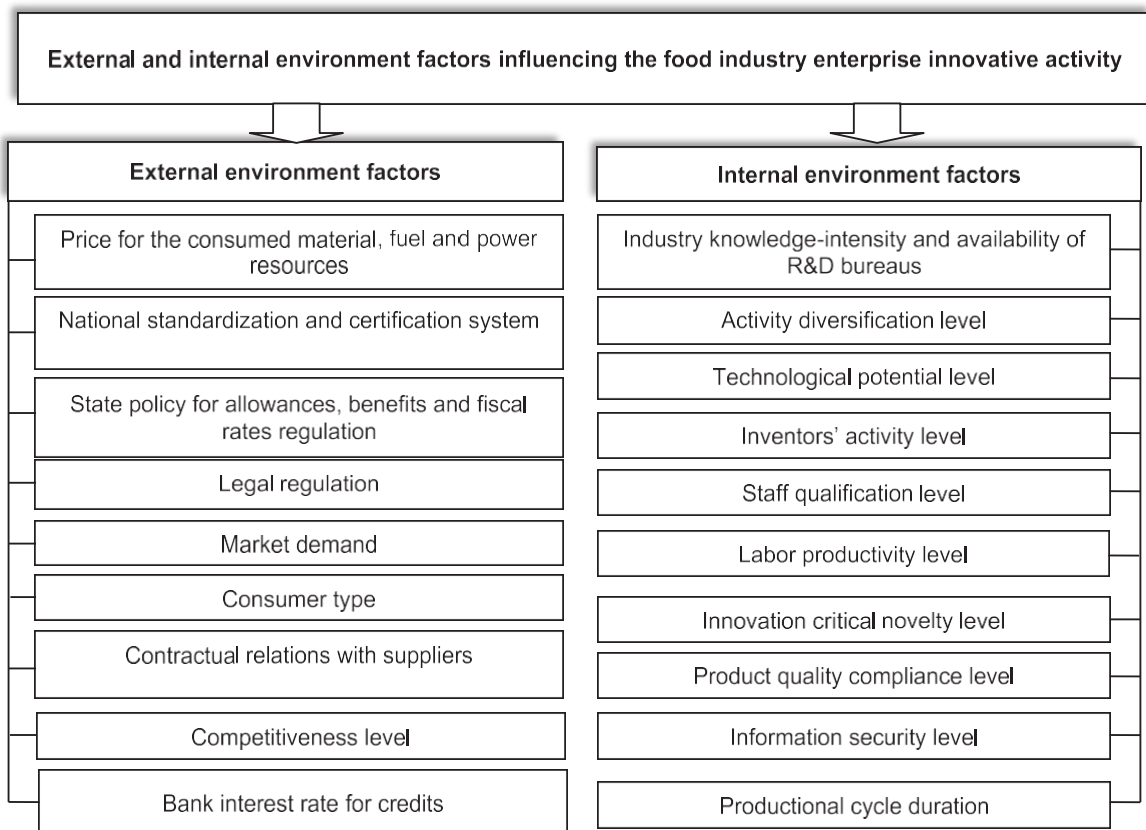 External and internal environment factors influencing the food industry enterprise innovative activity
External environment factors
Price for the consumed material, fuel and power
resources
National standardization and certification system
State policy for allowances, benefits and fiscal
rates regulation
Legal regulation
Market demand
Consumer type
Contractual relations with suppliers
Competitiveness level
Bank interest rate for credits
Internal environment factors
Industry knowledge-intensity and availability of
R&D bureaus
Activity diversification level
Technological potential level
Inventors’ activity level
Staff qualification level
Labor productivity level
Innovation critical novelty level
Product quality compliance level
Information security level
Productional cycle duration